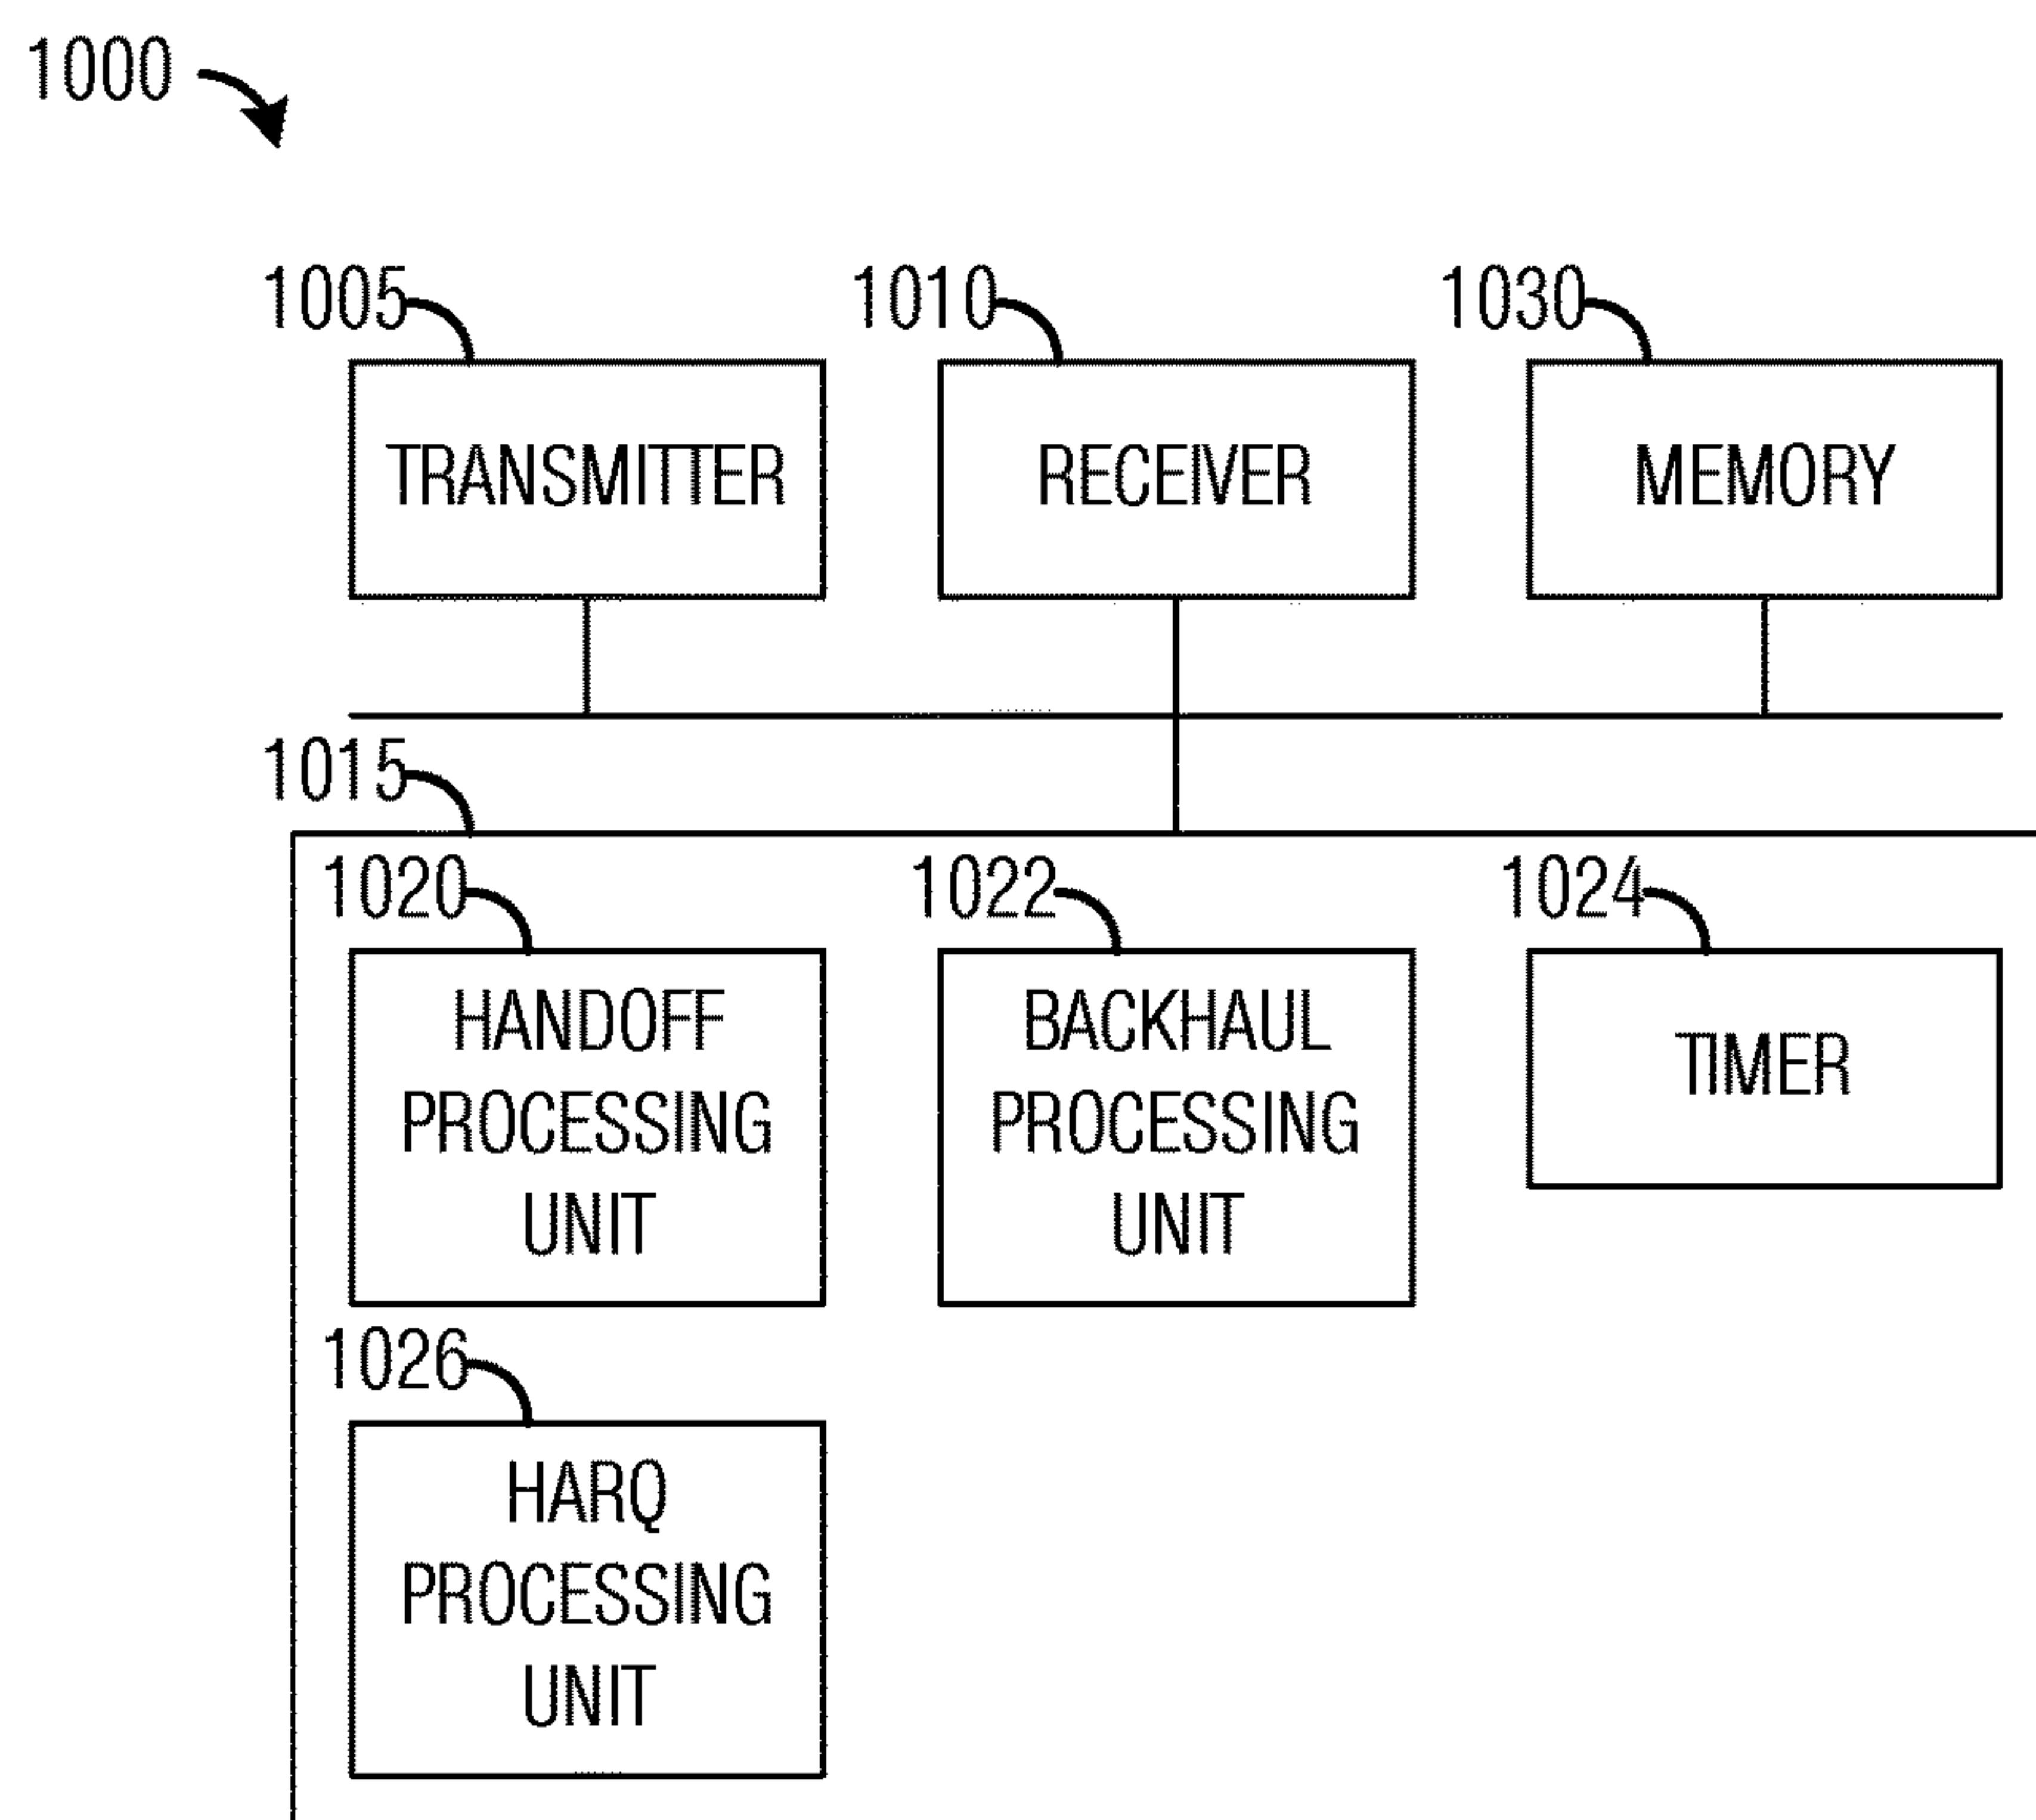 1000
1005 1010 1030
TRANSMITTER RECEIVER MEMORY
1015
1020 1022 1024
HANDOFF
PROCESSING
UNIT
BACKHAUL
PROCESSING
UNIT
TIMER
1026
HARQ
PROCESSING
UNIT